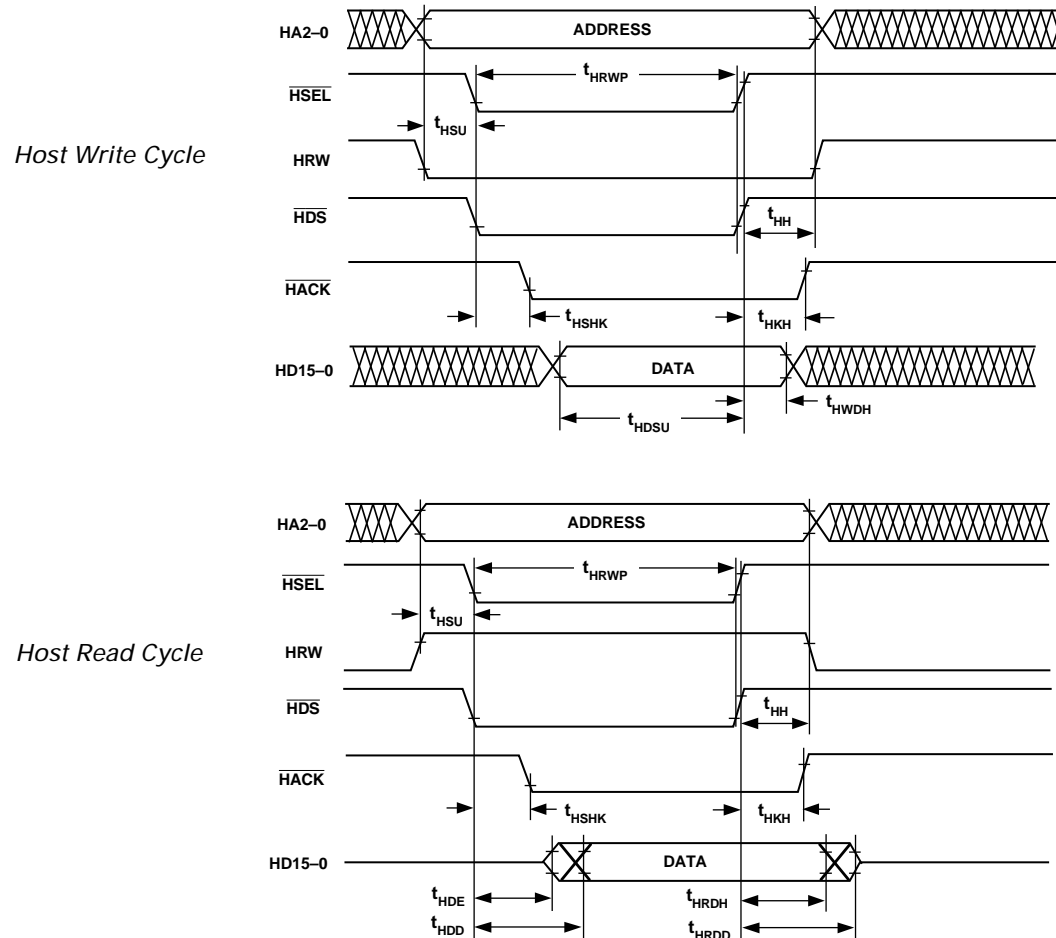 Host Write Cycle
HA2–0
ADDRESS
HSEL
tHRWP
tHSU
HRW
HDS
tHH
HACK
tHSHK
tHKH
HD15–0
DATA
tHWDH
tHDSU
Host Read Cycle
HA2–0
ADDRESS
HSEL
tHRWP
tHSU
HRW
HDS
tHH
HACK
tHSHK
tHKH
HD15–0
DATA
tHDE
tHRDH
tHDD
tHRDD